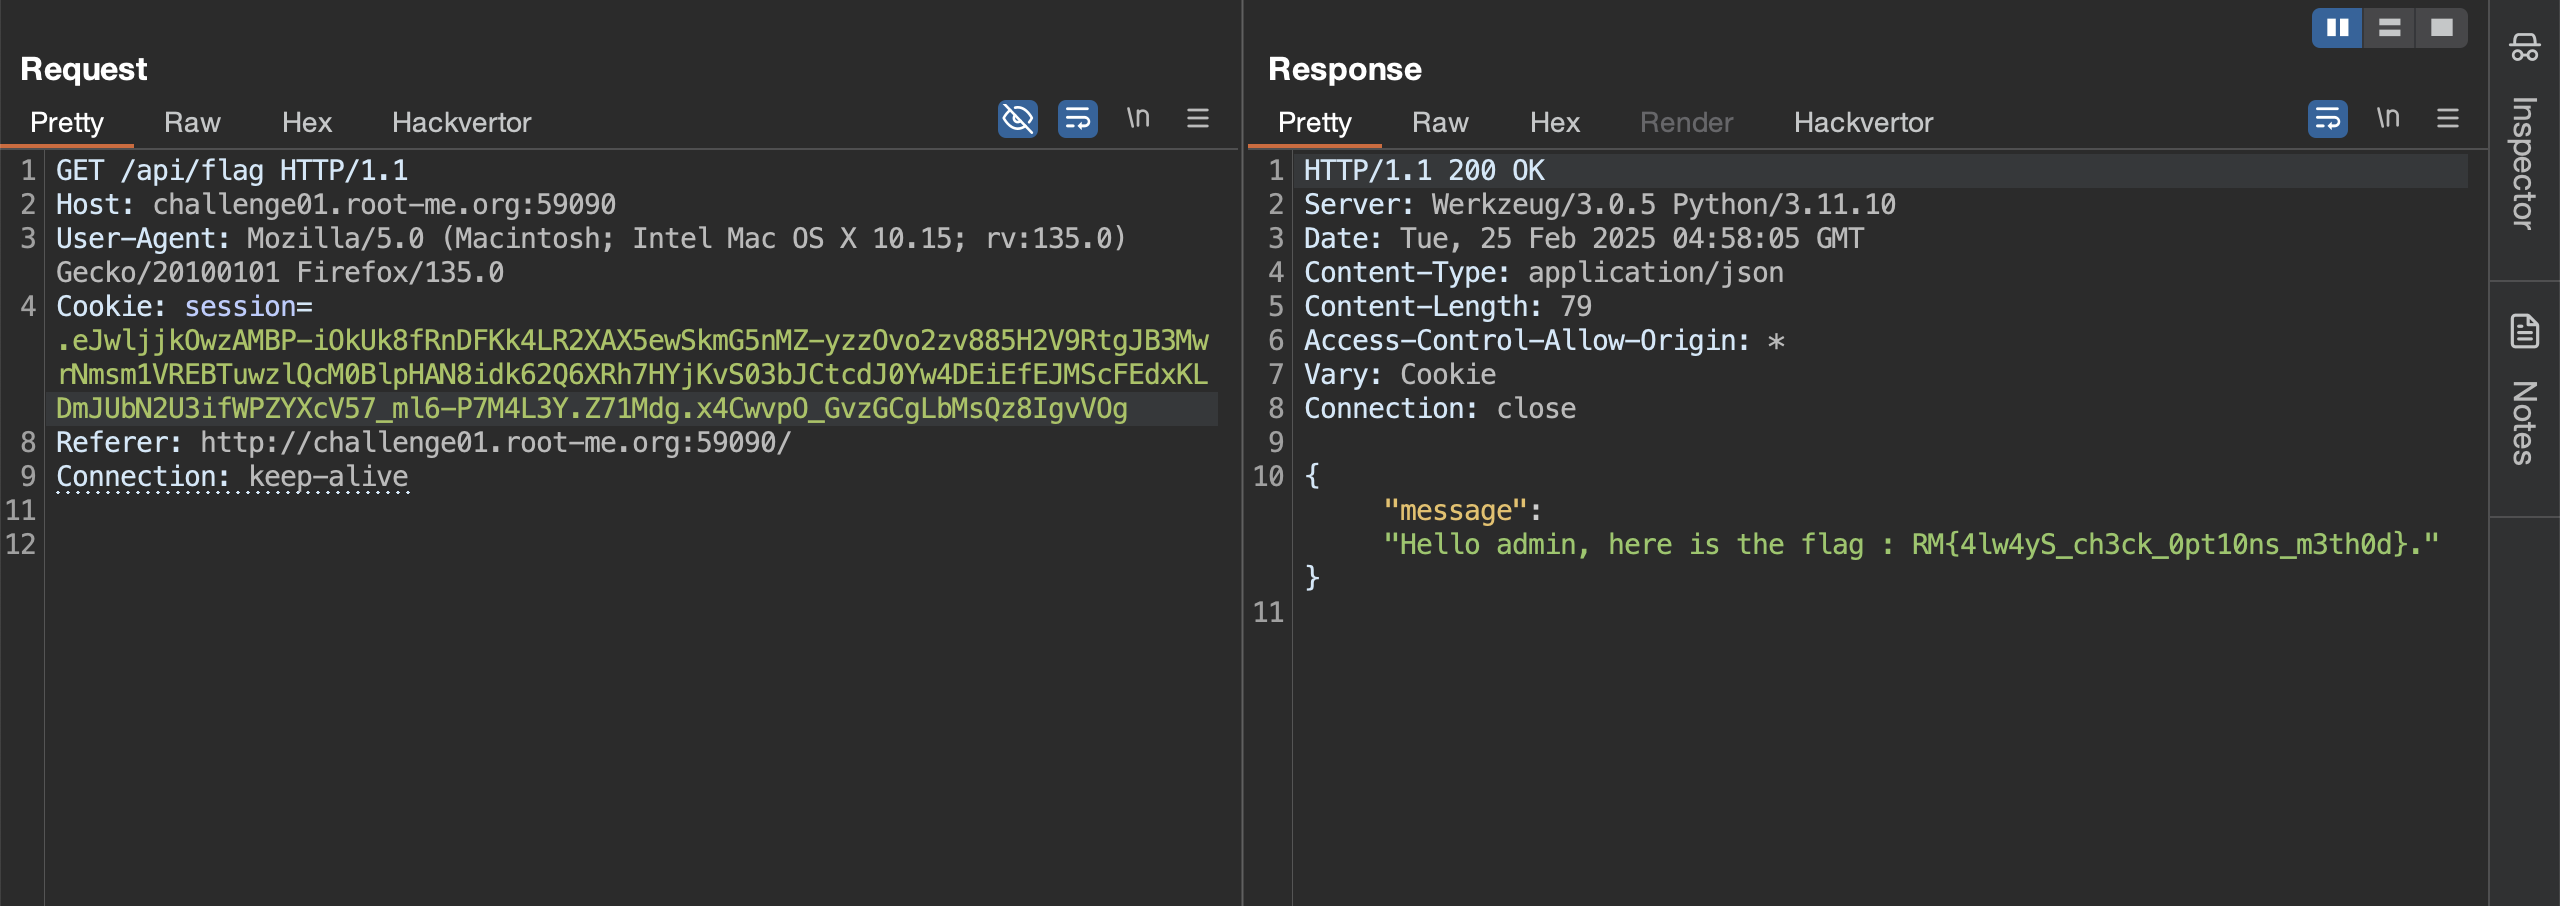 Request
Pretty Raw Hex Hackvertor \n
1 GET /api/flag HTTP/1.1
2 Host: challenge01.root-me.org:59090
3 User-Agent: Mozilla/5.0 (Macintosh; Intel Mac OS X 10.15; rv:135.0)
Gecko/20100101 Firefox/135.0
4 Cookie: session=
.eJwljjkOwzAMBP-iOkUk8fRnDFKk4LR2XAX5ewSkmG5nMZ-yzzOvo2zv885H2V9RtgJB3Mw
rNmsm1VREBTuwzlQcM0BlpHAN8idk62Q6XRh7HYjKvS03bJCtcdJ0Yw4DEiEfEJMScFEdxKL
DmJUbN2U3ifWPZYXcV57_ml6-P7M4L3Y.Z71Mdg.x4CwvpO_GvzGCgLbMsQz8IgvVOg
8 Referer: http://challenge01.root-me.org:59090/
9 Connection: keep-alive
11
12
Response
Pretty Raw Hex Render Hackvertor \n
1 HTTP/1.1 200 OK
2 Server: Werkzeug/3.0.5 Python/3.11.10
3 Date: Tue, 25 Feb 2025 04:58:05 GMT
4 Content-Type: application/json
5 Content-Length: 79
6 Access-Control-Allow-Origin: *
7 Vary: Cookie
8 Connection: close
9
10 {
"message":
"Hello admin, here is the flag : RM{4lw4yS_ch3ck_0pt10ns_m3th0d}."
}
11
Inspector
Notes